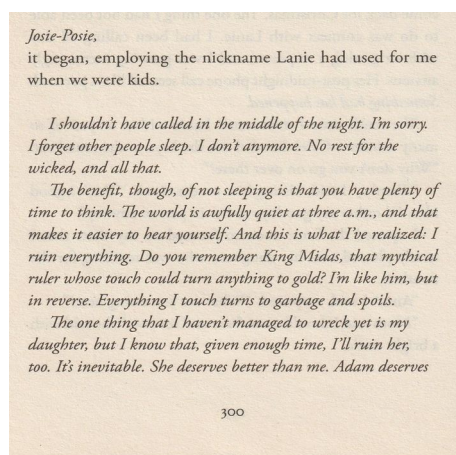 Josie-Posie,
it began, employing the nickname Lanie had used for me
when we were kids.
I shouldn't have called in the middle of the night. I'm sorry.
I forget other people sleep. I don't anymore. No rest for the
wicked, and all that.
The benefit, though, of not sleeping is that you have plenty of
time to think. The world is awfully quiet at three a.m., and that
makes it easier to hear yourself. And this is what I've realized: I
ruin everything. Do you remember King Midas, that mythical
ruler whose touch could turn anything to gold? I'm like him, but
in reverse. Everything I touch turns to garbage and spoils.
The one thing that I haven't managed to wreck yet is my
daughter, but I know that, given enough time, I'll ruin her,
too. It's inevitable. She deserves better than me. Adam deserves
300